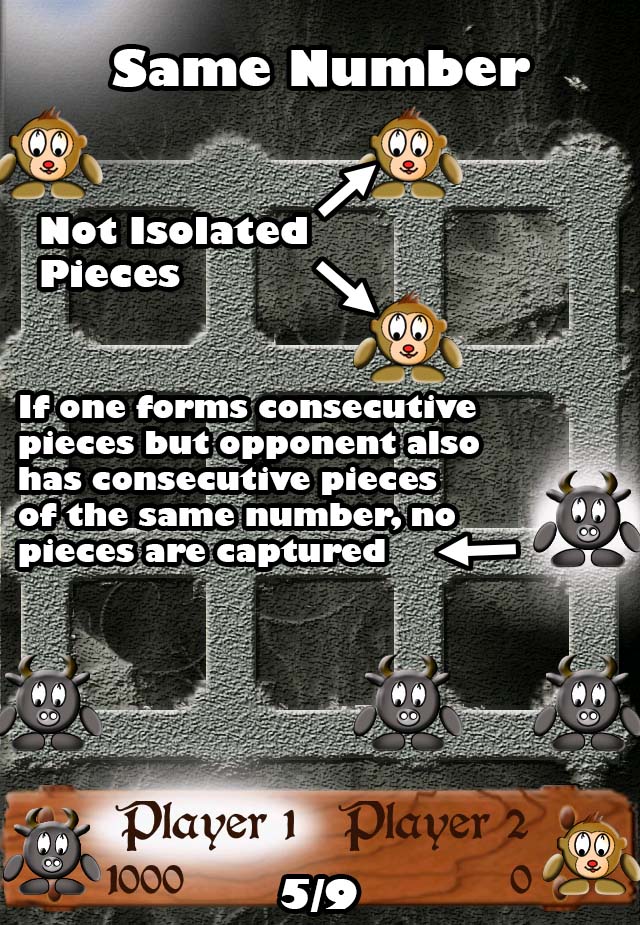 Same Number
Not Isolated
Pieces
If one forms consecutive
pieces but opponent also
has consecutive pieces
of the same number, no
pieces are captured
Player 1 Player 2
1000 0
5/9